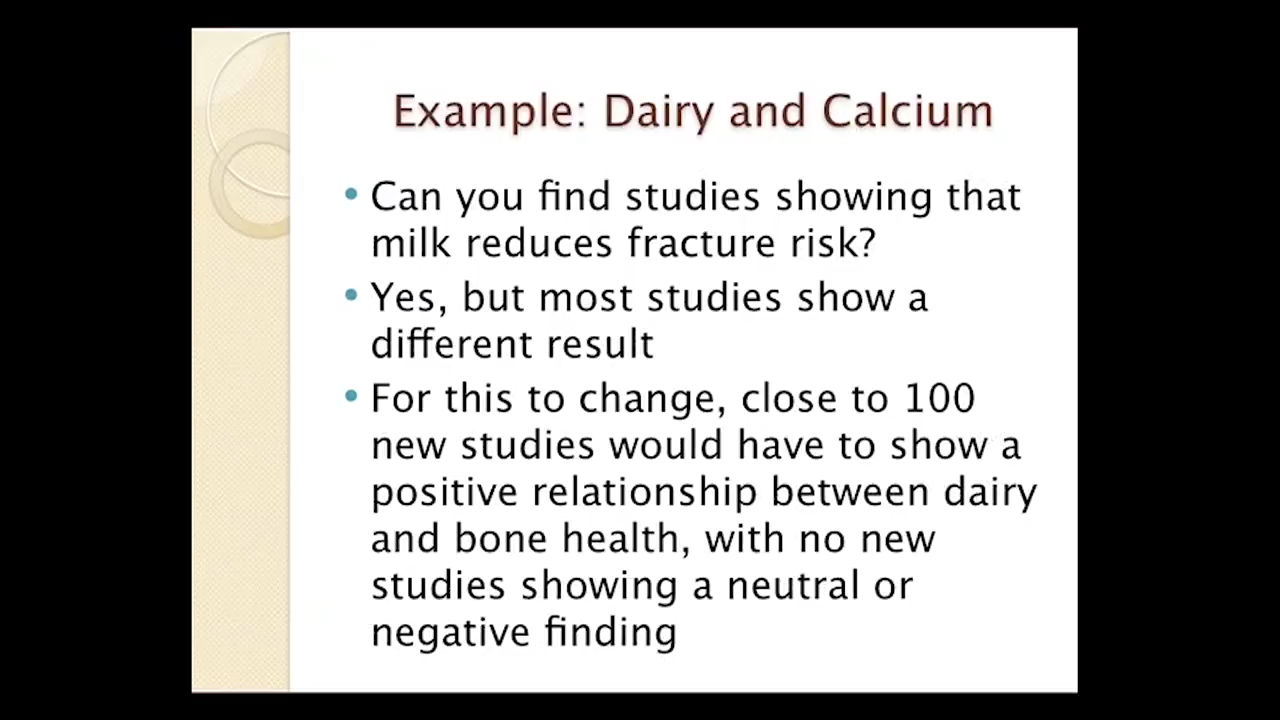 Example: Dairy and Calcium
• Can you find studies showing that
milk reduces fracture risk?
• Yes, but most studies show a
different result
• For this to change, close to 100
new studies would have to show a
positive relationship between dairy
and bone health, with no new
studies showing a neutral or
negative finding